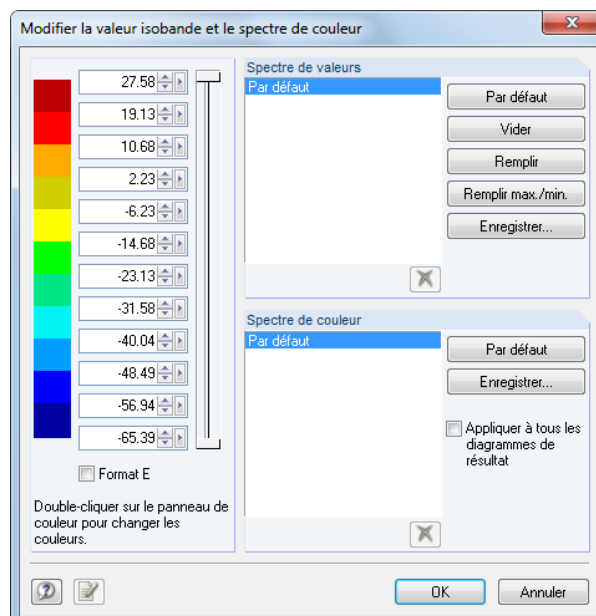 Modifier la valeur isobande et le spectre de couleur
27.58
19.13
10.68
2.23
-6.23
-14.68
-23.13
-31.58
-40.04
-48.49
-56.94
-65.39
Format E
Double-cliquer sur le panneau de
couleur pour changer les
couleurs.
Spectre de valeurs
Par défaut
Par défaut
Vider
Remplir
Remplir max./min.
Enregistrer...
Spectre de couleur
Par défaut
Par défaut
Enregistrer...
Appliquer à tous les
diagrammes de
résultat
OK
Annuler